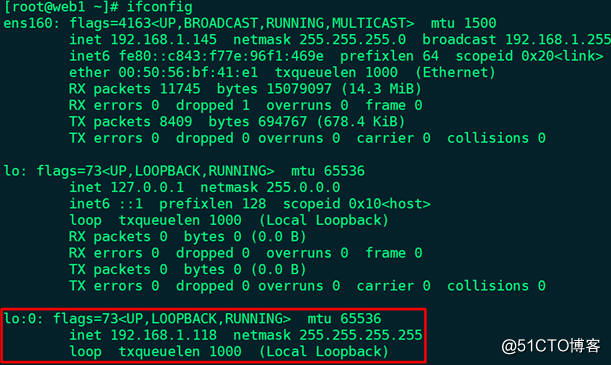 [root@web1 ~]# ifconfig
ens160: flags=4163<UP,BROADCAST,RUNNING,MULTICAST>  mtu 1500
        inet 192.168.1.145  netmask 255.255.255.0  broadcast 192.168.1.255
        inet6 fe80::c843:f77e:96f1:469e  prefixlen 64  scopeid 0x20<link>
        ether 00:50:56:bf:41:e1  txqueuelen 1000  (Ethernet)
        RX packets 11745  bytes 15079097 (14.3 MiB)
        RX errors 0  dropped 1  overruns 0  frame 0
        TX packets 8409  bytes 694767 (678.4 KiB)
        TX errors 0  dropped 0 overruns 0  carrier 0  collisions 0
lo: flags=73<UP,LOOPBACK,RUNNING>  mtu 65536
        inet 127.0.0.1  netmask 255.0.0.0
        inet6 ::1  prefixlen 128  scopeid 0x10<host>
        loop  txqueuelen 1000  (Local Loopback)
        RX packets 0  bytes 0 (0.0 B)
        RX errors 0  dropped 0  overruns 0  frame 0
        TX packets 0  bytes 0 (0.0 B)
        TX errors 0  dropped 0 overruns 0  carrier 0  collisions 0
lo:0: flags=73<UP,LOOPBACK,RUNNING>  mtu 65536
        inet 192.168.1.118  netmask 255.255.255.255
        loop  txqueuelen 1000  (Local Loopback)
@51CTO博客